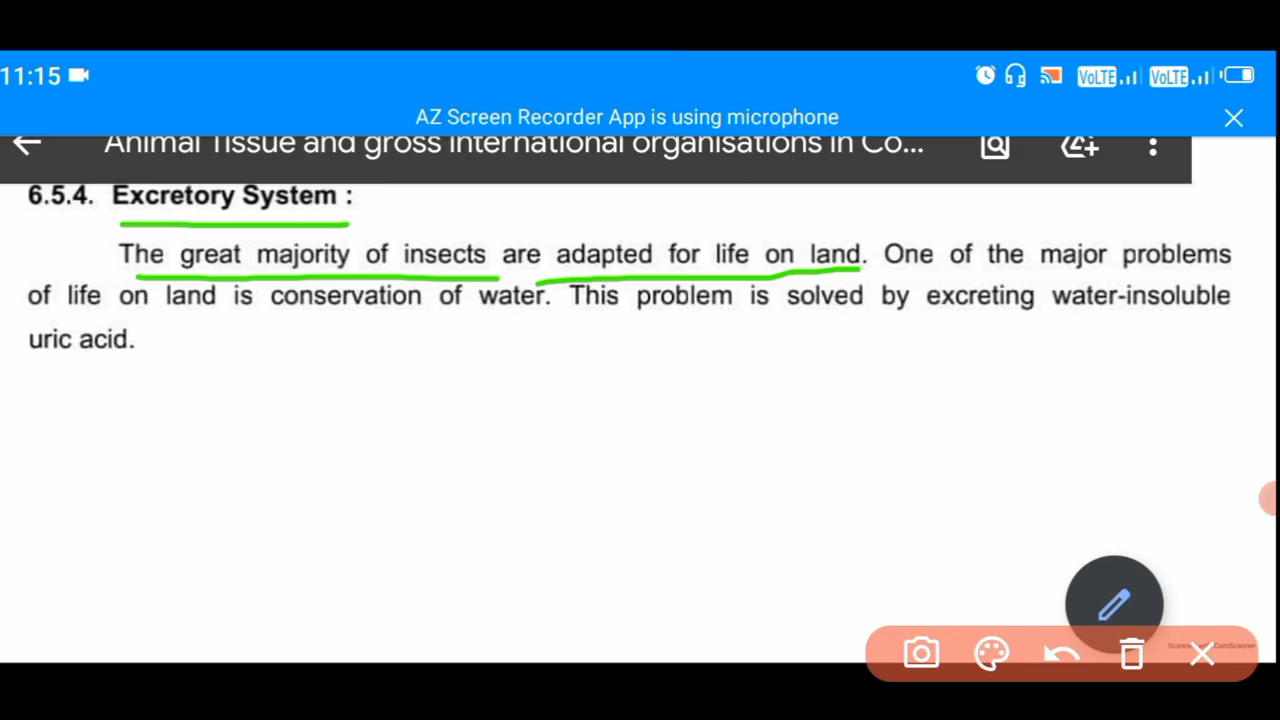 11:15
VoLTE VoLTE
AZ Screen Recorder App is using microphone
Animal Tissue and gross international organisations in Co...
6.5.4. Excretory System :
The great majority of insects are adapted for life on land. One of the major problems
of life on land is conservation of water. This problem is solved by excreting water-insoluble
uric acid.
CamScanner